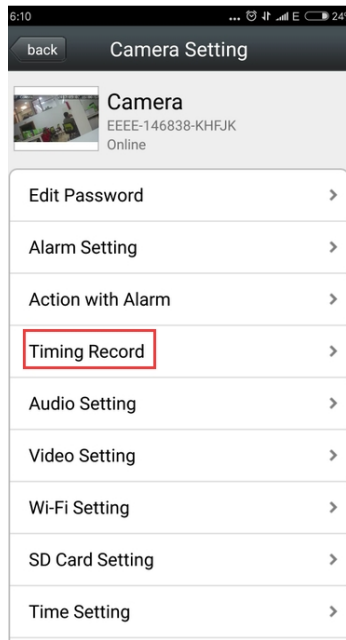 6:10
... E 24%
back
Camera Setting
Camera
EEEE-146838-KHFJK
Online
Edit Password
Alarm Setting
Action with Alarm
Timing Record
Audio Setting
Video Setting
Wi-Fi Setting
SD Card Setting
Time Setting